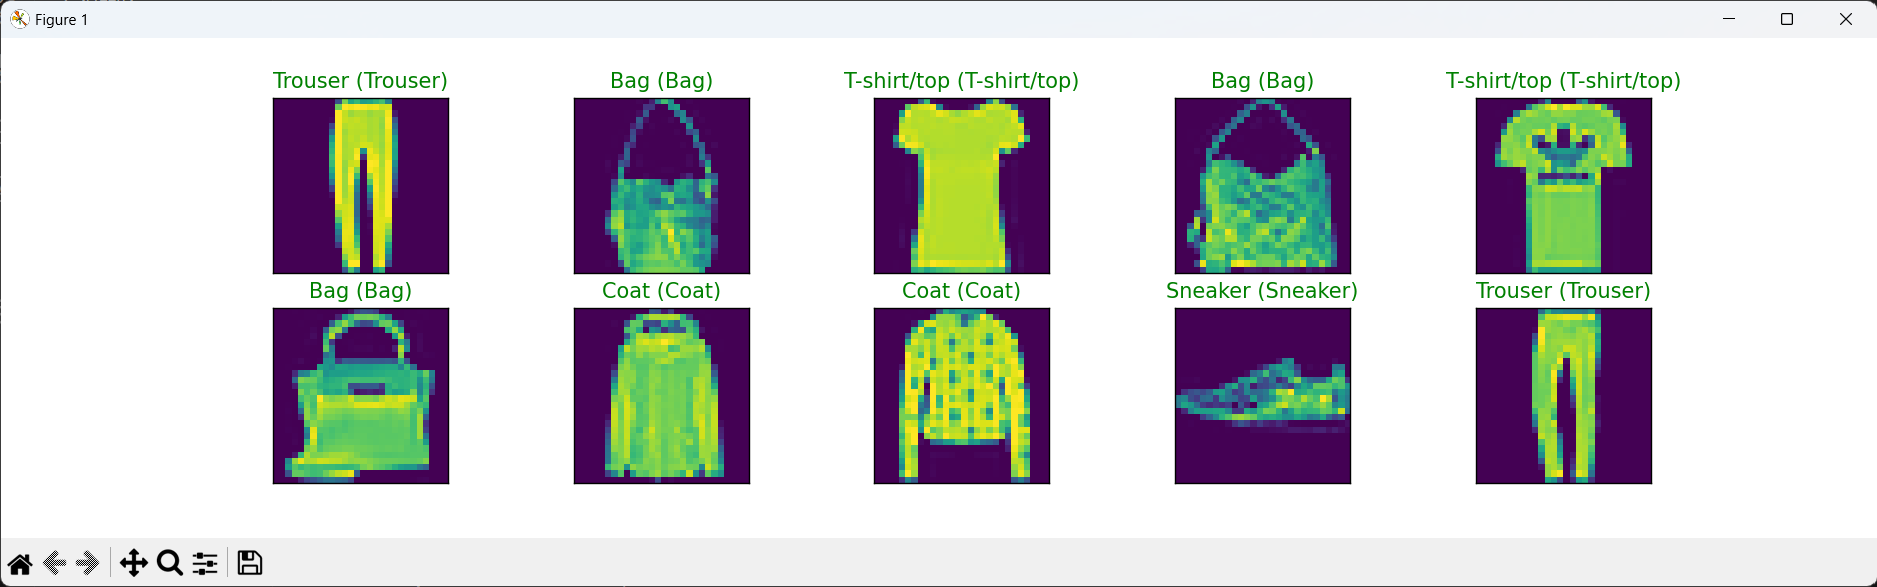 Figure 1
Trouser (Trouser)
Bag (Bag)
T-shirt/top (T-shirt/top)
Bag (Bag)
T-shirt/top (T-shirt/top)
Bag (Bag)
Coat (Coat)
Coat (Coat)
Sneaker (Sneaker)
Trouser (Trouser)